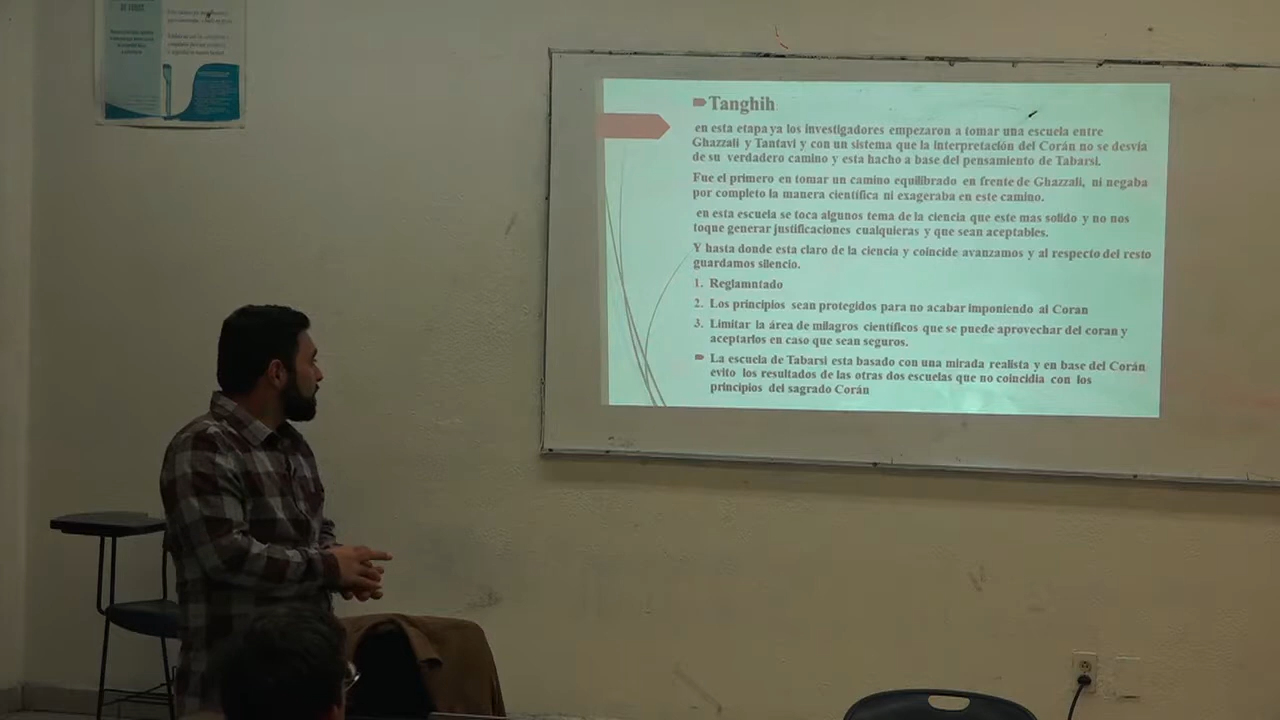 Tanghih
en esta etapa ya los investigadores empezaron a tomar una escuela entre
Ghazzali y Tantavi y con un sistema que la interpretación del Corán no se desvía
de su verdadero camino y esta hacho a base del pensamiento de Tabarsi.
Fue el primero en tomar un camino equilibrado en frente de Ghazzali, ni negaba
por completo la manera científica ni exageraba en este camino.
en esta escuela se toca algunos tema de la ciencia que este mas solido y no nos
toque generar justificaciones cualquieras y que sean aceptables.
Y hasta donde esta claro de la ciencia y coincide avanzamos y al respecto del resto
guardamos silencio.
1. Reglamntado
2. Los principios sean protegidos para no acabar imponiendo al Coran
3. Limitar la área de milagros científicos que se puede aprovechar del coran y
aceptarlos en caso que sean seguros.
La escuela de Tabarsi esta basado con una mirada realista y en base del Corán
evito los resultados de las otras dos escuelas que no coincidia con los
principios del sagrado Corán